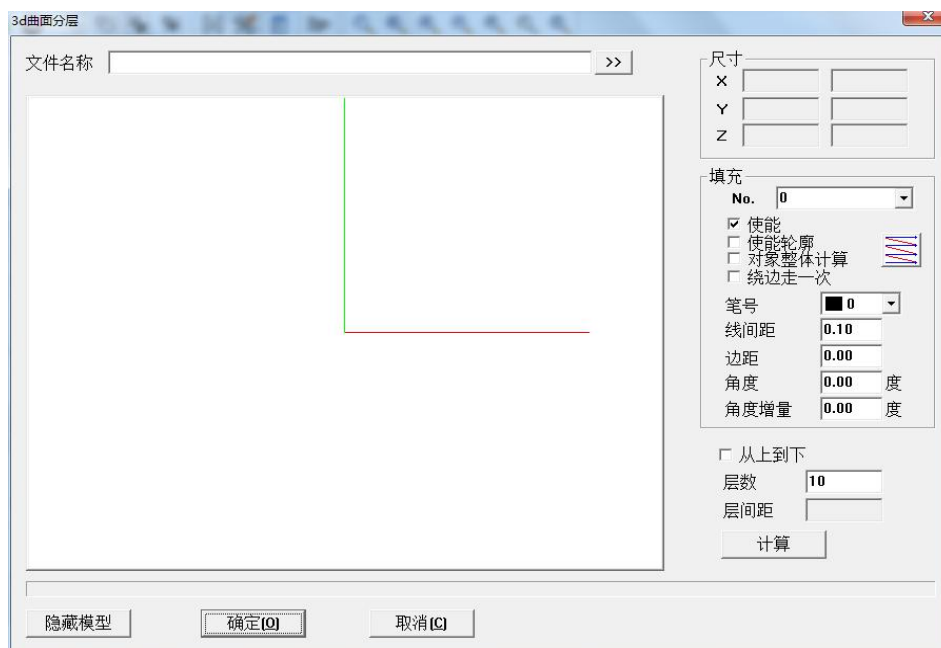 3d曲面分层
文件名称 >>
尺寸
X
Y
Z
填充
No. 0
使能
使能轮廓
对象整体计算
绕边走一次
笔号 0
线间距 0.10
边距 0.00
角度 0.00 度
角度增量 0.00 度
从上到下
层数 10
层间距
计算
隐藏模型 确定(O) 取消(C)